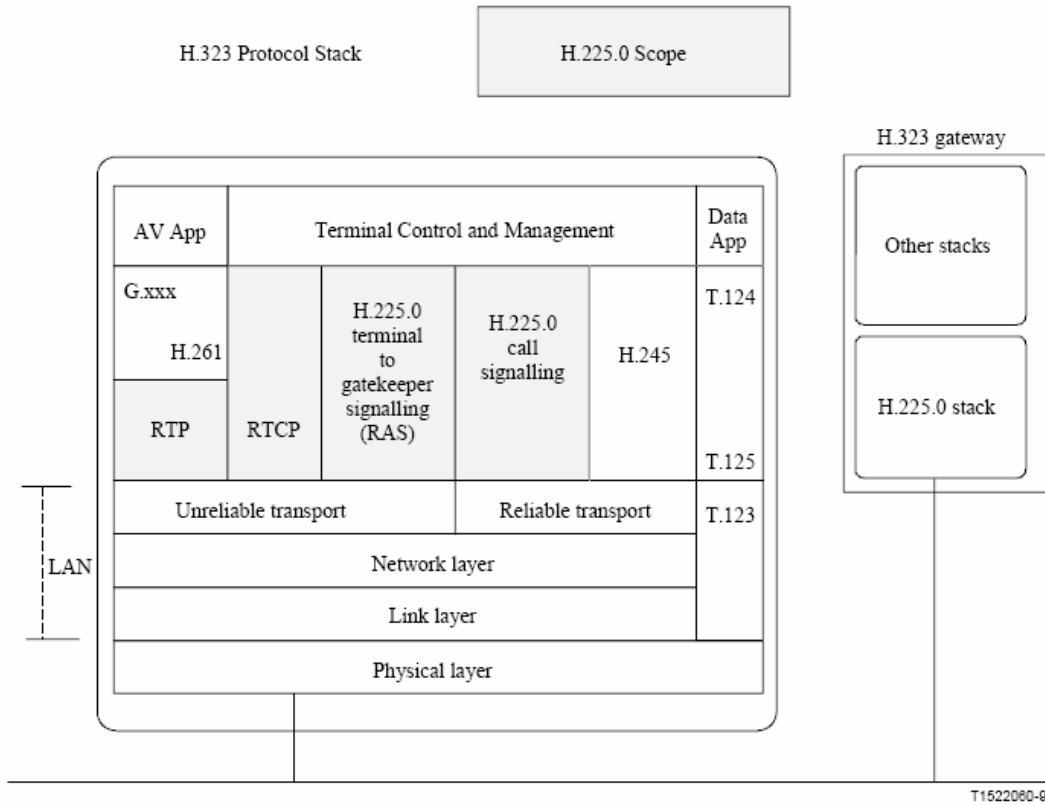 H.323 Protocol Stack
H.225.0 Scope
H.323 gateway
AV App
Terminal Control and Management
Data
App
Other stacks
G.xxx
H.261
RTP
RTCP
H.225.0
terminal
to
gatekeeper
signalling
(RAS)
H.225.0
call
signalling
H.245
T.124
T.125
H.225.0 stack
Unreliable transport
Reliable transport
T.123
LAN
Network layer
Link layer
Physical layer
T1522060-9